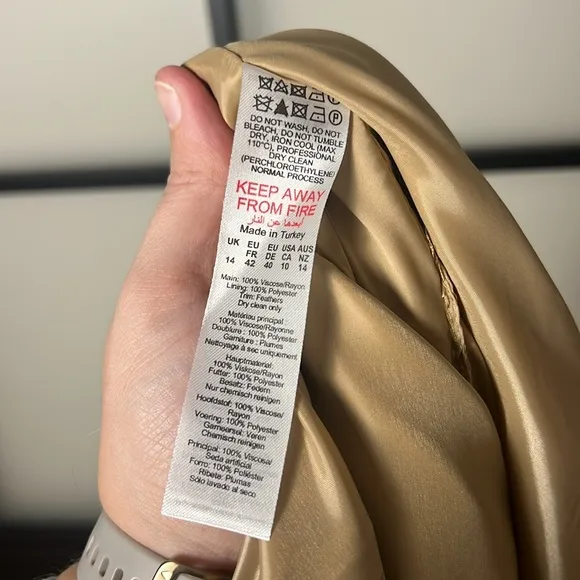 P
P
DO NOT WASH, DO NOT
BLEACH, DO NOT TUMBLE
DRY, IRON COOL (MAX
110°C), PROFESSIONAL
DRY CLEAN
(PERCHLOROETHYLENE)
NORMAL PROCESS
KEEP AWAY
FROM FIRE
أبعدها عن النار
Made in Turkey
UK EU EU USA AUS
FR DE CA NZ
14 42 40 10 14
Main: 100% Viscose/Rayon
Lining: 100% Polyester
Trim: Feathers
Dry clean only
Matériau principal :
100% Viscose/Rayonne
Doublure : 100% Polyester
Garniture : Plumes
Nettoyage à sec uniquement
Hauptmaterial:
100% Viskose/Rayon
Futter: 100% Polyester
Besatz: Federn
Nur chemisch reinigen
Hoofdstof: 100% Viscose/
Rayon
Voering: 100% Polyester
Garneersel: Veren
Chemisch reinigen
Principal: 100% Viscosa/
Seda artificial
Forro: 100% Poliéster
Ribete: Plumas
Sólo lavado al seco